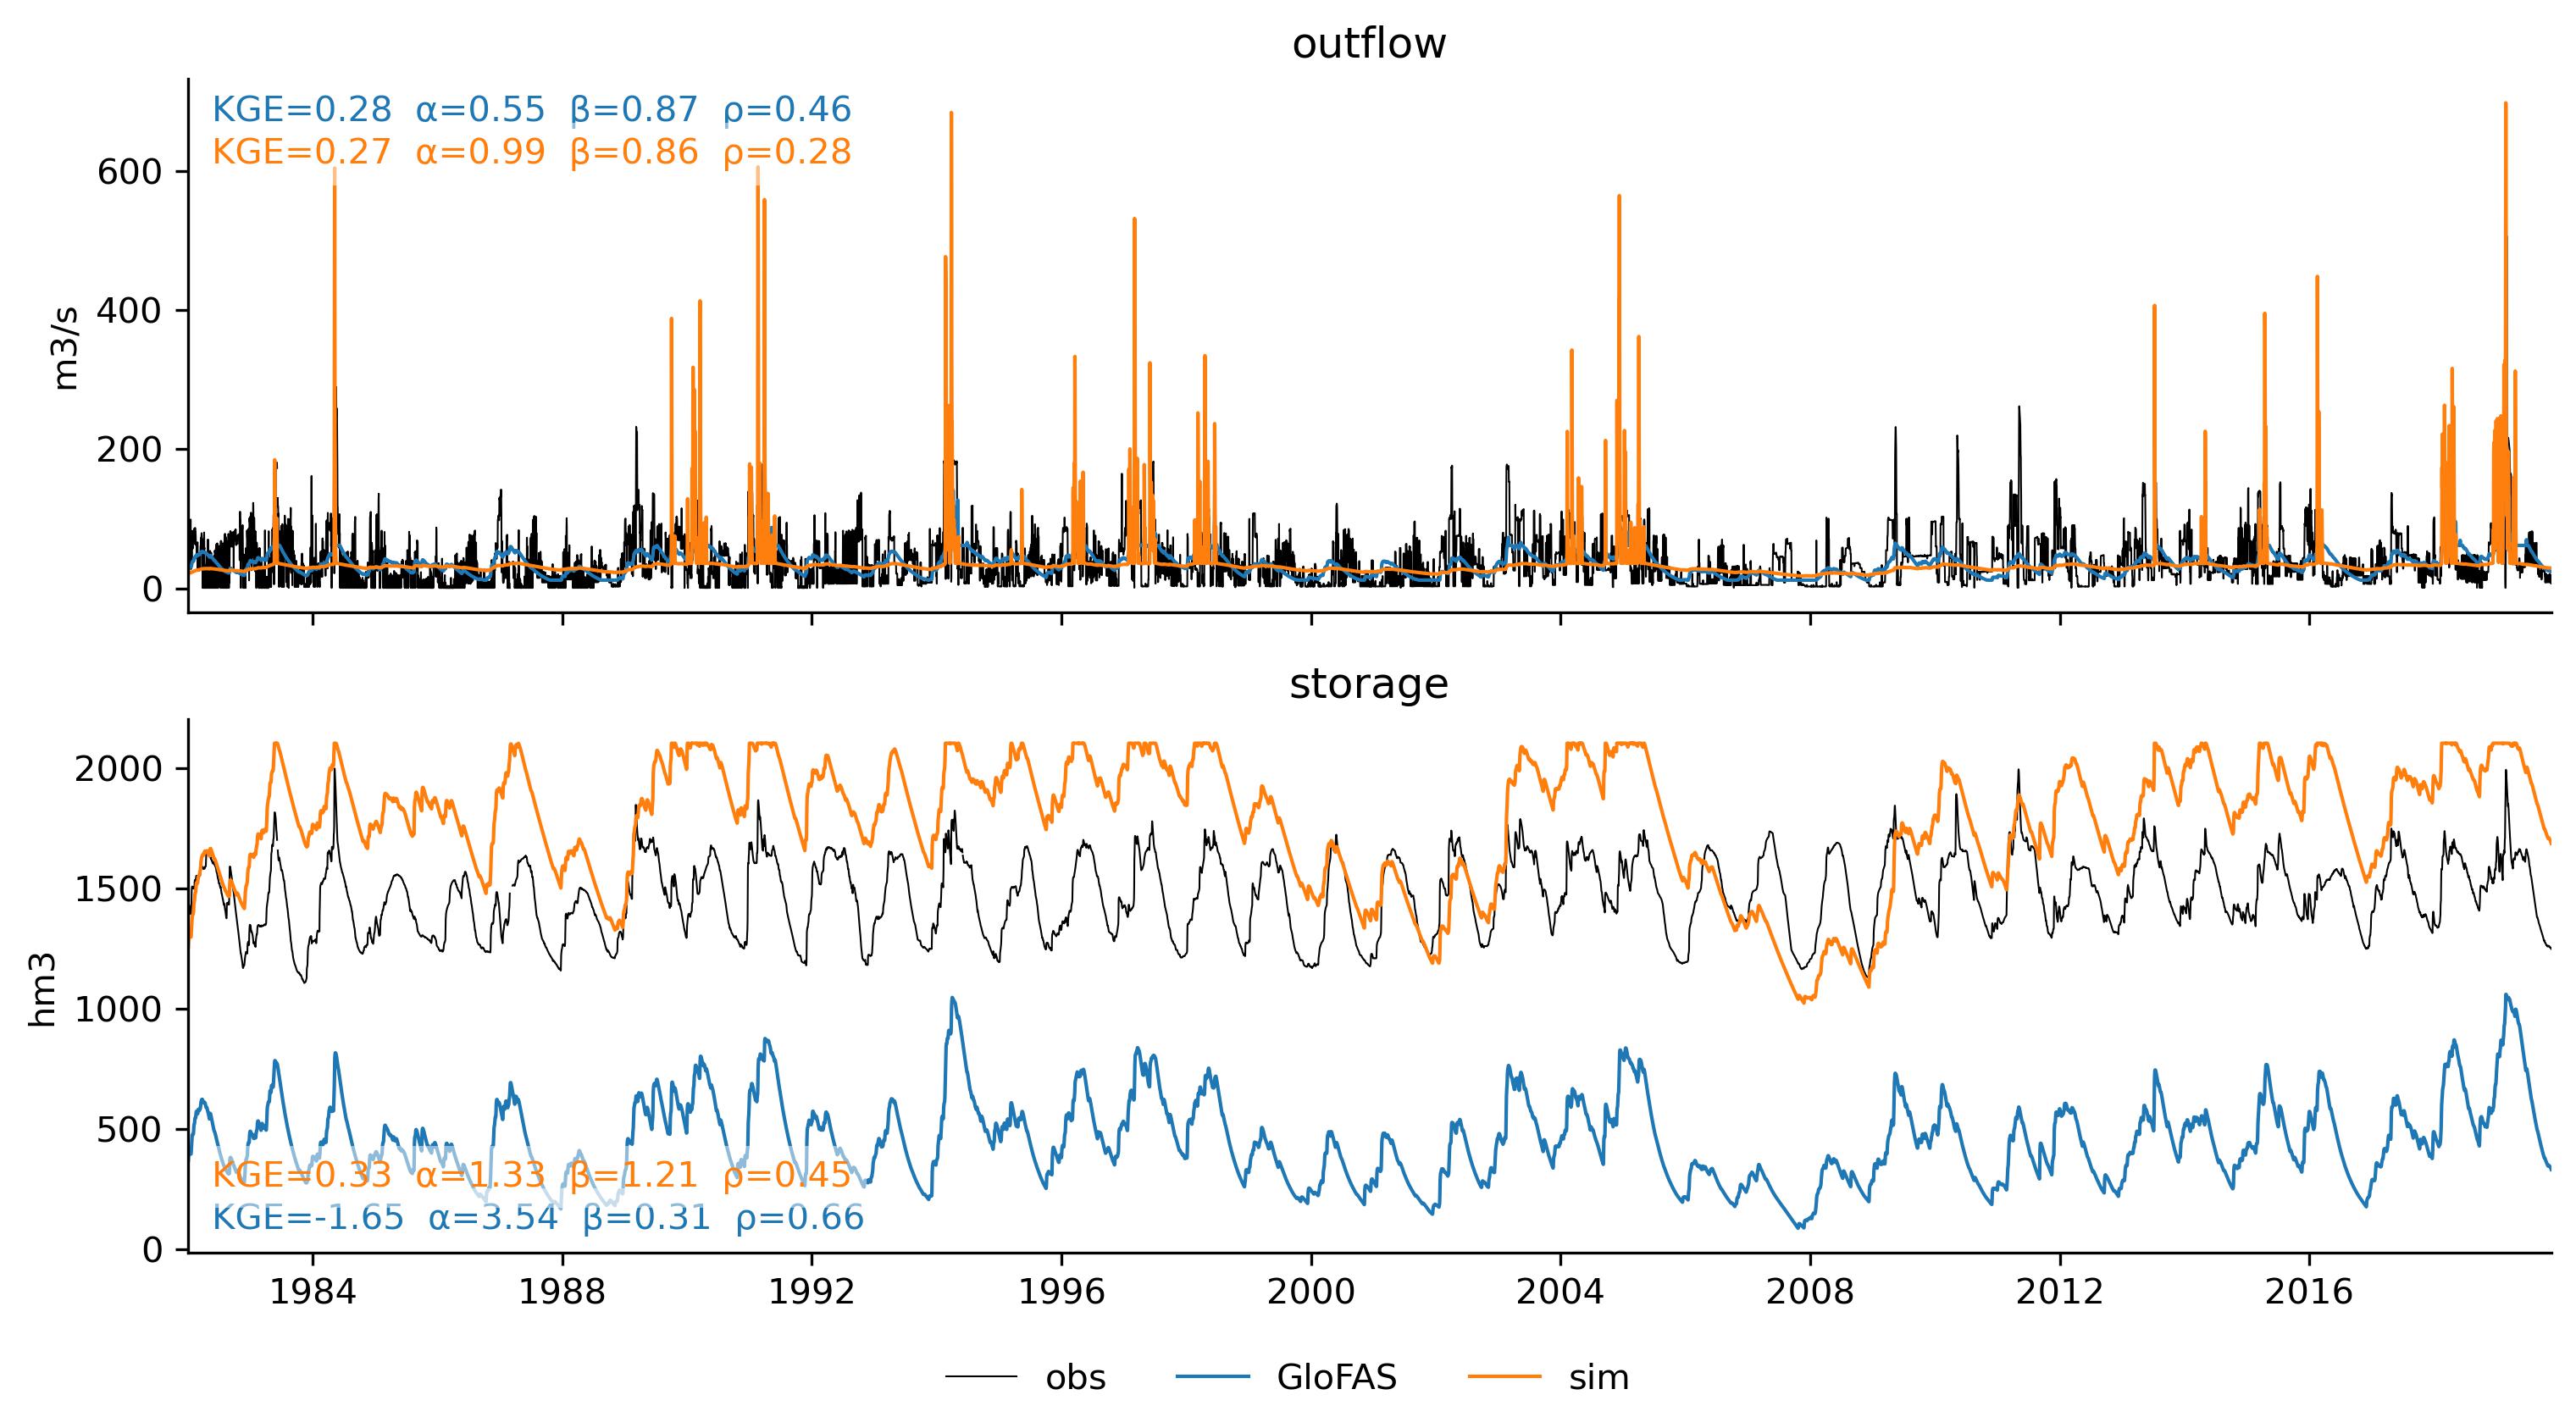 outflow
KGE=0.28 α=0.55 β=0.87 ρ=0.46
KGE=0.27 α=0.99 β=0.86 ρ=0.28
m3/s
600
400
200
0
storage
hm3
2000
1500
1000
500
0
KGE=0.33 α=1.33 β=1.21 ρ=0.45
KGE=-1.65 α=3.54 β=0.31 ρ=0.66
1984 1988 1992 1996 2000 2004 2008 2012 2016
obs GloFAS sim